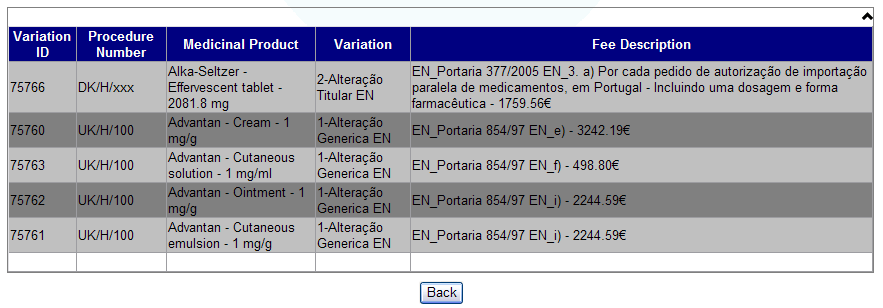 Variation ID Procedure Number Medicinal Product Variation Fee Description
75766 DK/H/xxx Alka-Seltzer - Effervescent tablet - 2081.8 mg 2-Alteração Titular EN EN_Portaria 377/2005 EN_3. a) Por cada pedido de autorização de importação paralela de medicamentos, em Portugal - Incluindo uma dosagem e forma farmacêutica - 1759.56€
75760 UK/H/100 Advantan - Cream - 1 mg/g 1-Alteração Generica EN EN_Portaria 854/97 EN_e) - 3242.19€
75763 UK/H/100 Advantan - Cutaneous solution - 1 mg/ml 1-Alteração Generica EN EN_Portaria 854/97 EN_f) - 498.80€
75762 UK/H/100 Advantan - Ointment - 1 mg/g 1-Alteração Generica EN EN_Portaria 854/97 EN_i) - 2244.59€
75761 UK/H/100 Advantan - Cutaneous emulsion - 1 mg/g 1-Alteração Generica EN EN_Portaria 854/97 EN_i) - 2244.59€
Back